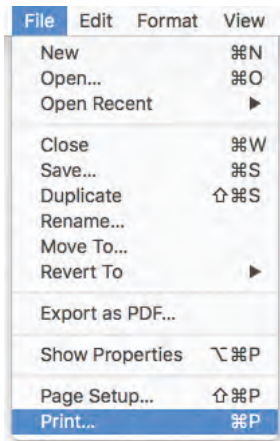 File Edit Format View
New ⌘N
Open... ⌘O
Open Recent ▶
Close ⌘W
Save... ⌘S
Duplicate ⇧⌘S
Rename...
Move To...
Revert To ▶
Export as PDF...
Show Properties ⌥⌘P
Page Setup... ⇧⌘P
Print... ⌘P